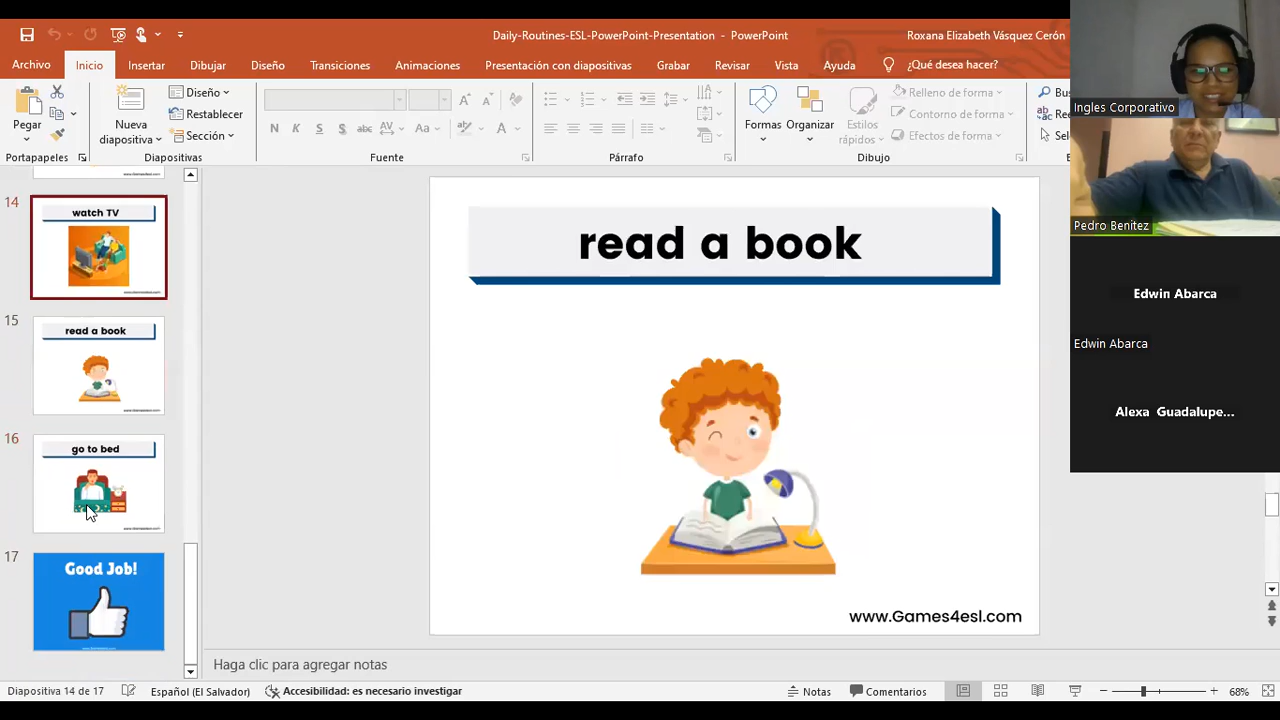 Daily-Routines-ESL-PowerPoint-Presentation - PowerPoint
Roxana Elizabeth Vásquez Cerón
Archivo Inicio Insertar Dibujar Diseño Transiciones Animaciones Presentación con diapositivas Grabar Revisar Vista Ayuda ¿Qué desea hacer?
Pegar
Nueva diapositiva
Diseño
Restablecer
Sección
N K S S abc AV Aa A
Formas
Organizar
Estilos rápidos
Relleno de forma
Contorno de forma
Efectos de forma
Portapapeles Diapositivas Fuente Párrafo Dibujo
Ingles Corporativo
Pedro Benitez
Edwin Abarca
Edwin Abarca
Alexa Guadalupe...
14
watch TV
15
read a book
16
go to bed
17
Good Job!
read a book
www.Games4esl.com
Haga clic para agregar notas
Diapositiva 14 de 17 Español (El Salvador) Accesibilidad: es necesario investigar Notas Comentarios 68%